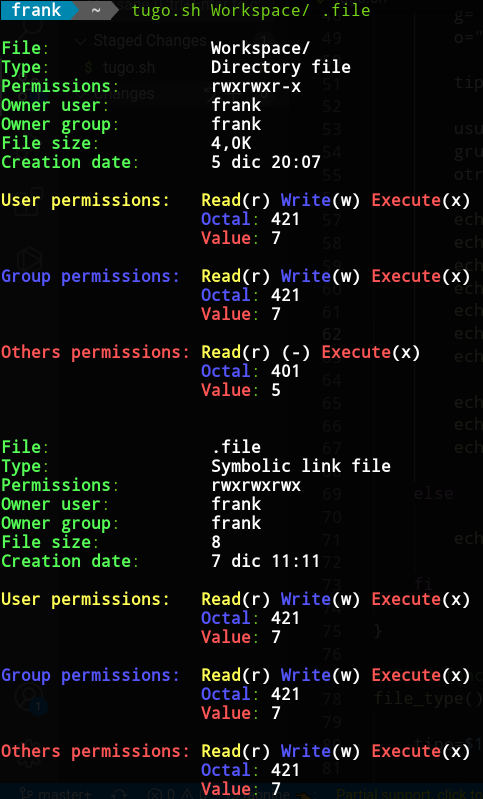 frank ~ tugo.sh Workspace/ .file
File: Workspace/
Type: Directory file
Permissions: rwxrwxr-x
Owner user: frank
Owner group: frank
File size: 4,0K
Creation date: 5 dic 20:07
User permissions: Read(r) Write(w) Execute(x)
Octal: 421
Value: 7
Group permissions: Read(r) Write(w) Execute(x)
Octal: 421
Value: 7
Others permissions: Read(r) (-) Execute(x)
Octal: 401
Value: 5
File: .file
Type: Symbolic link file
Permissions: rwxrwxrwx
Owner user: frank
Owner group: frank
File size: 8
Creation date: 7 dic 11:11
User permissions: Read(r) Write(w) Execute(x)
Octal: 421
Value: 7
Group permissions: Read(r) Write(w) Execute(x)
Octal: 421
Value: 7
Others permissions: Read(r) Write(w) Execute(x)
Octal: 421
Value: 7